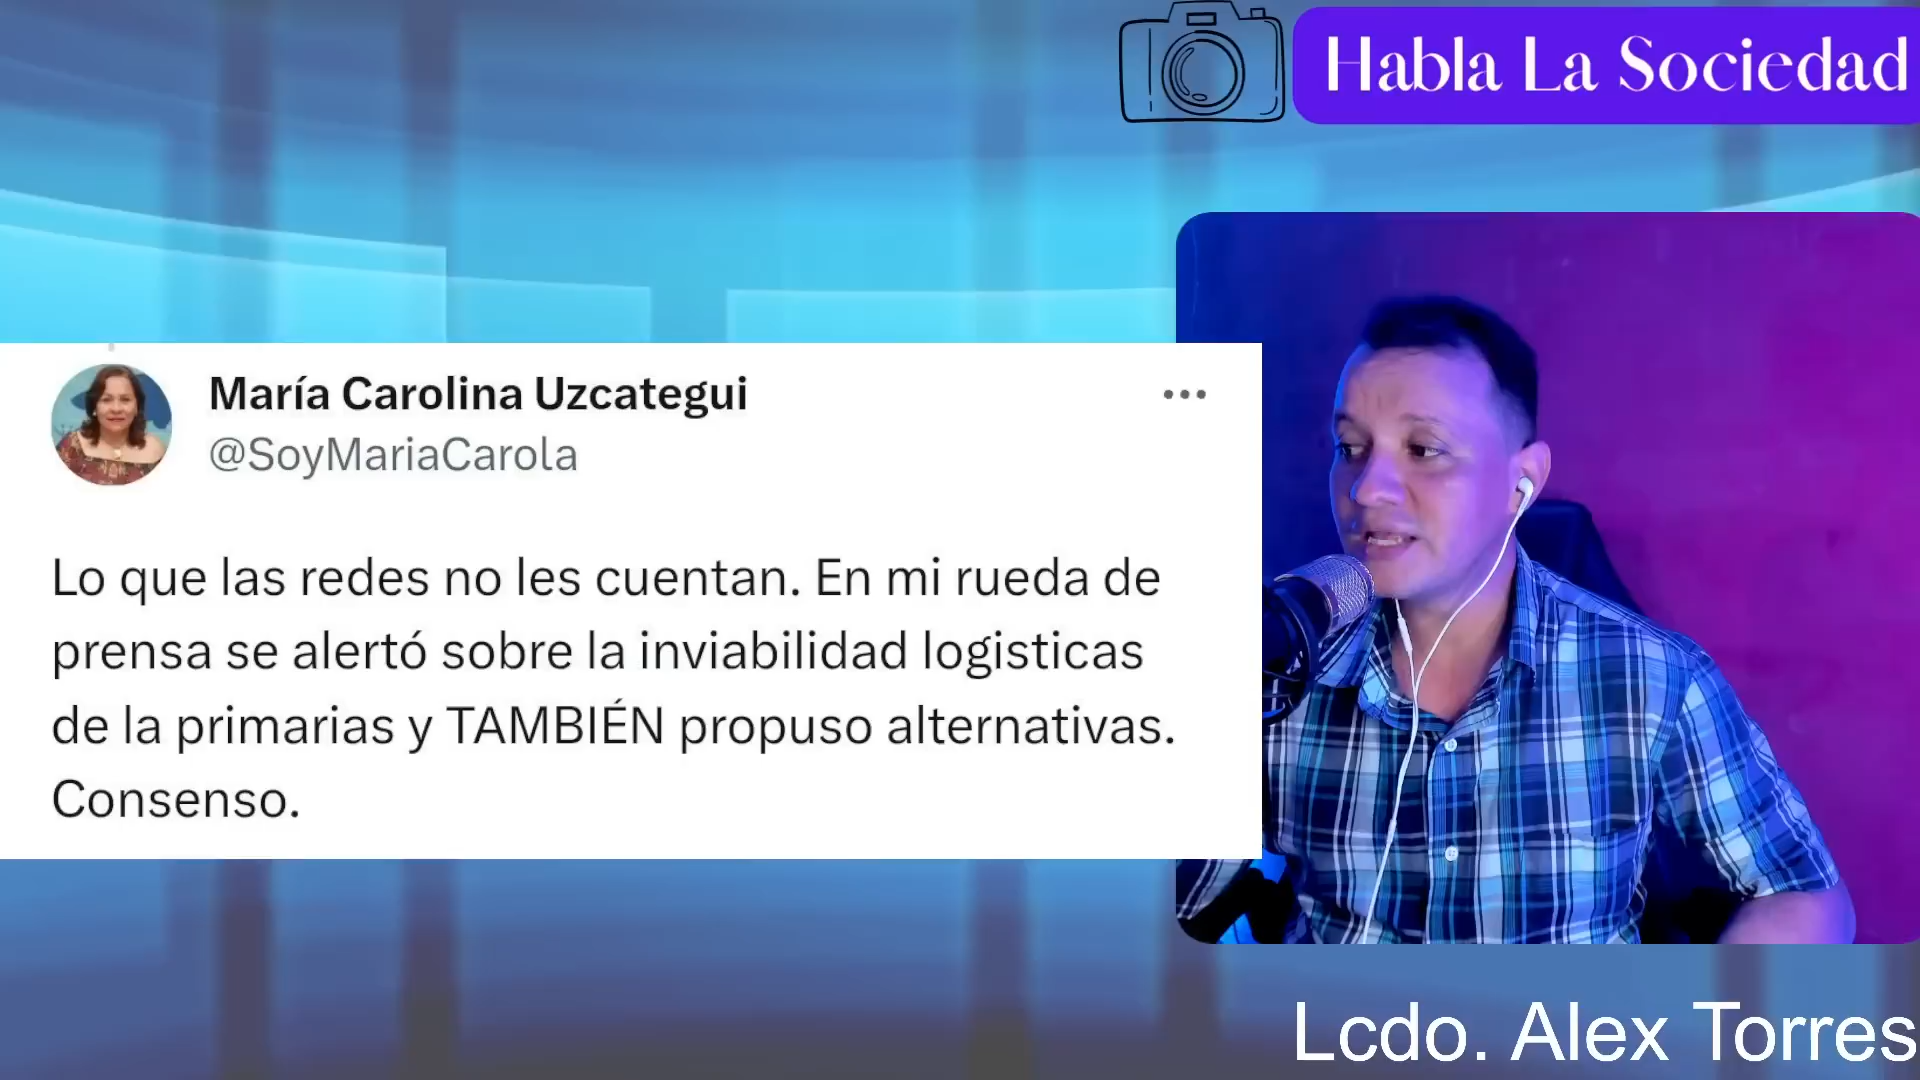 Habla La Sociedad
María Carolina Uzcategui
@SoyMariaCarola
Lo que las redes no les cuentan. En mi rueda de
prensa se alertó sobre la inviabilidad logisticas
de la primarias y TAMBIÉN propuso alternativas.
Consenso.
Lcdo. Alex Torres